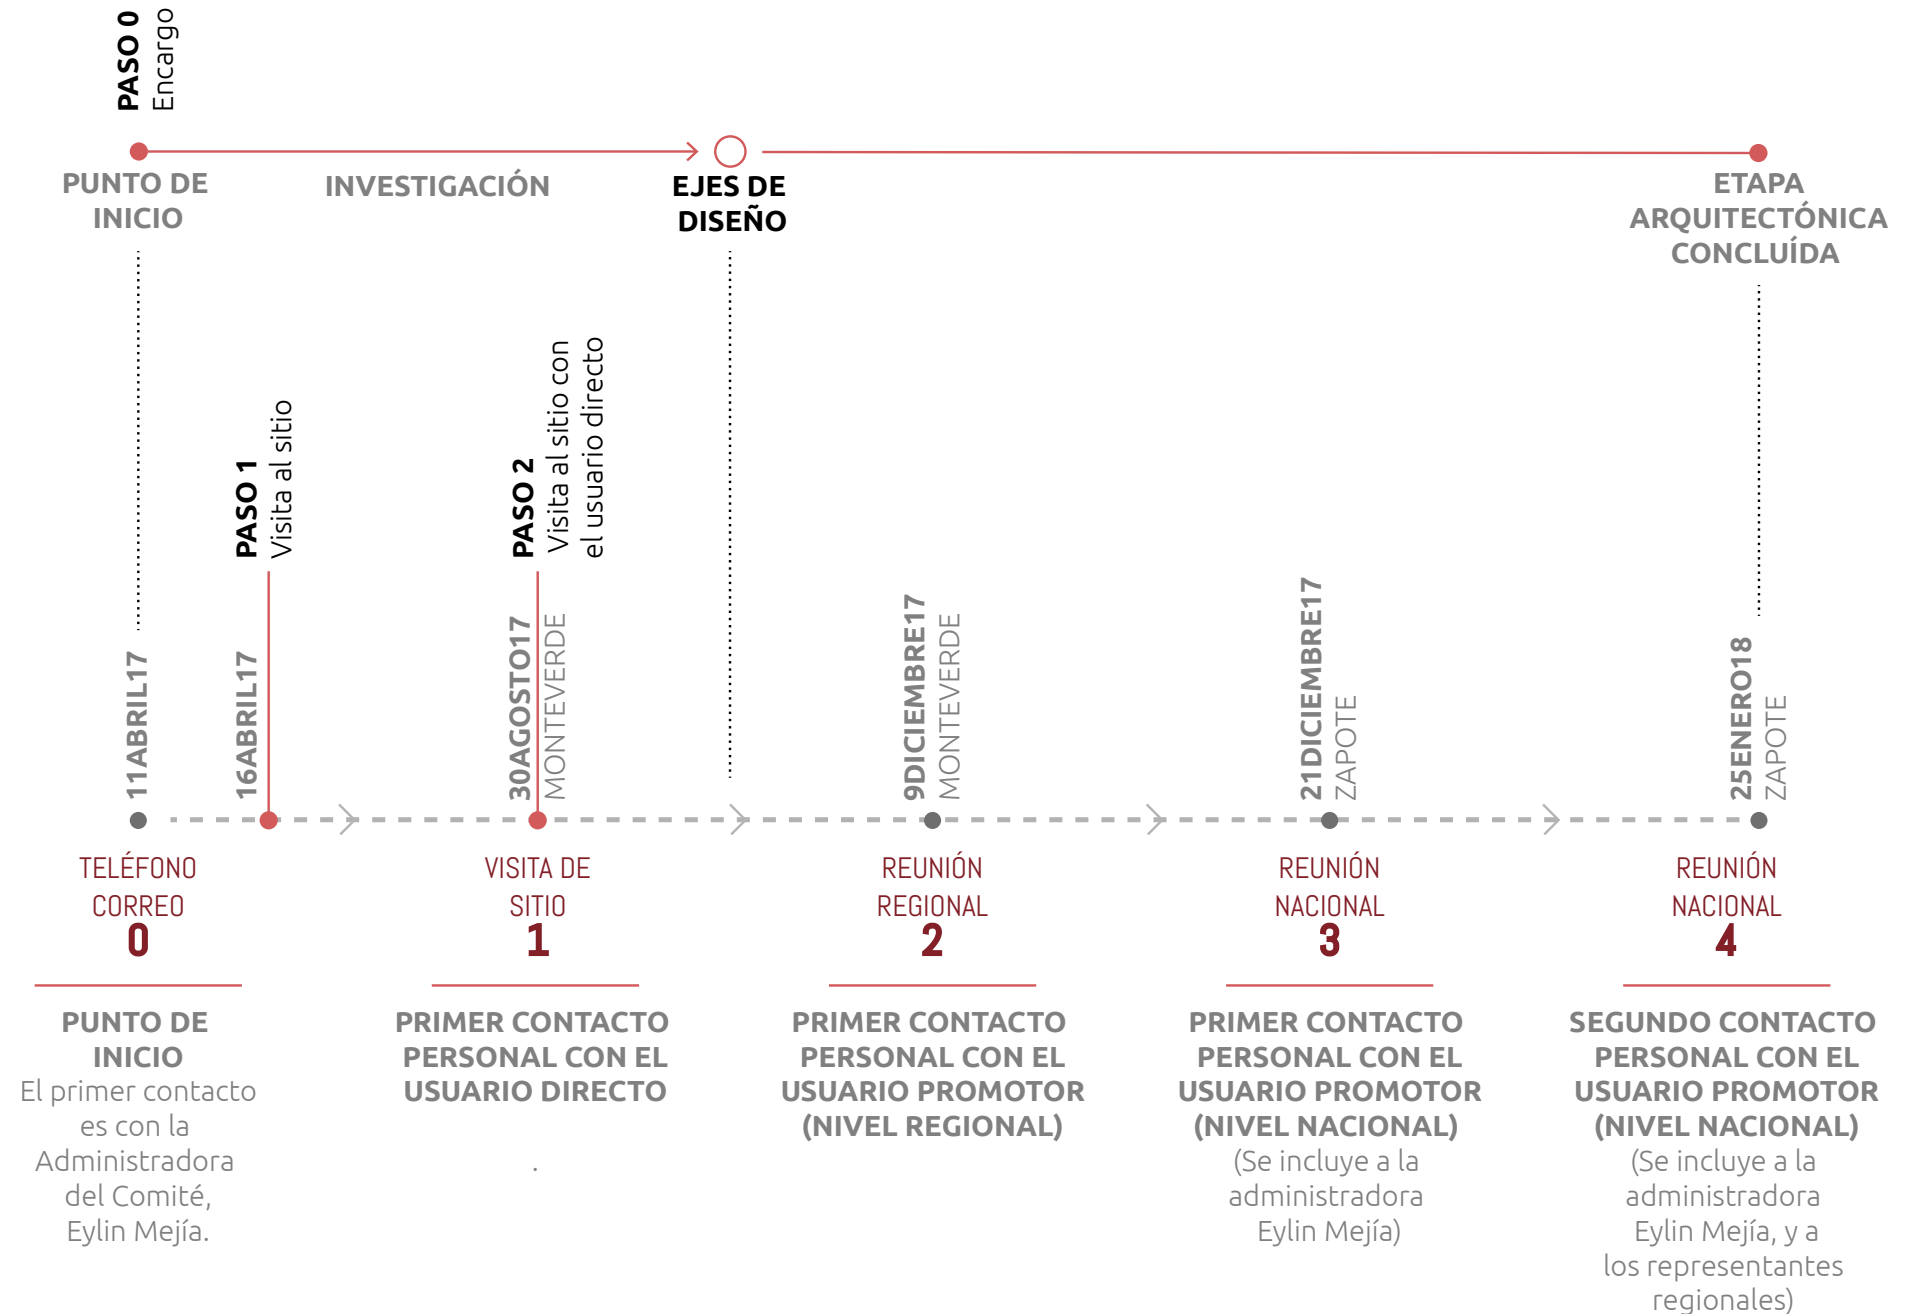 PASO 0
Encargo
PUNTO DE
INICIO
INVESTIGACIÓN
EJES DE
DISEÑO
ETAPA
ARQUITECTÓNICA
CONCLUÍDA
PASO 1
Visita al sitio
PASO 2
Visita al sitio con
el usuario directo
11ABRIL17
16ABRIL17
30AGOSTO17
MONTEVERDE
9DICIEMBRE17
MONTEVERDE
21DICIEMBRE17
ZAPOTE
25ENERO18
ZAPOTE
TELÉFONO
CORREO
0
VISITA DE
SITIO
1
REUNIÓN
REGIONAL
2
REUNIÓN
NACIONAL
3
REUNIÓN
NACIONAL
4
PUNTO DE
INICIO
El primer contacto
es con la
Administradora
del Comité,
Eylin Mejía.
PRIMER CONTACTO
PERSONAL CON EL
USUARIO DIRECTO
.
PRIMER CONTACTO
PERSONAL CON EL
USUARIO PROMOTOR
(NIVEL REGIONAL)
PRIMER CONTACTO
PERSONAL CON EL
USUARIO PROMOTOR
(NIVEL NACIONAL)
(Se incluye a la
administradora
Eylin Mejía)
SEGUNDO CONTACTO
PERSONAL CON EL
USUARIO PROMOTOR
(NIVEL NACIONAL)
(Se incluye a la
administradora
Eylin Mejía, y a
los representantes
regionales)